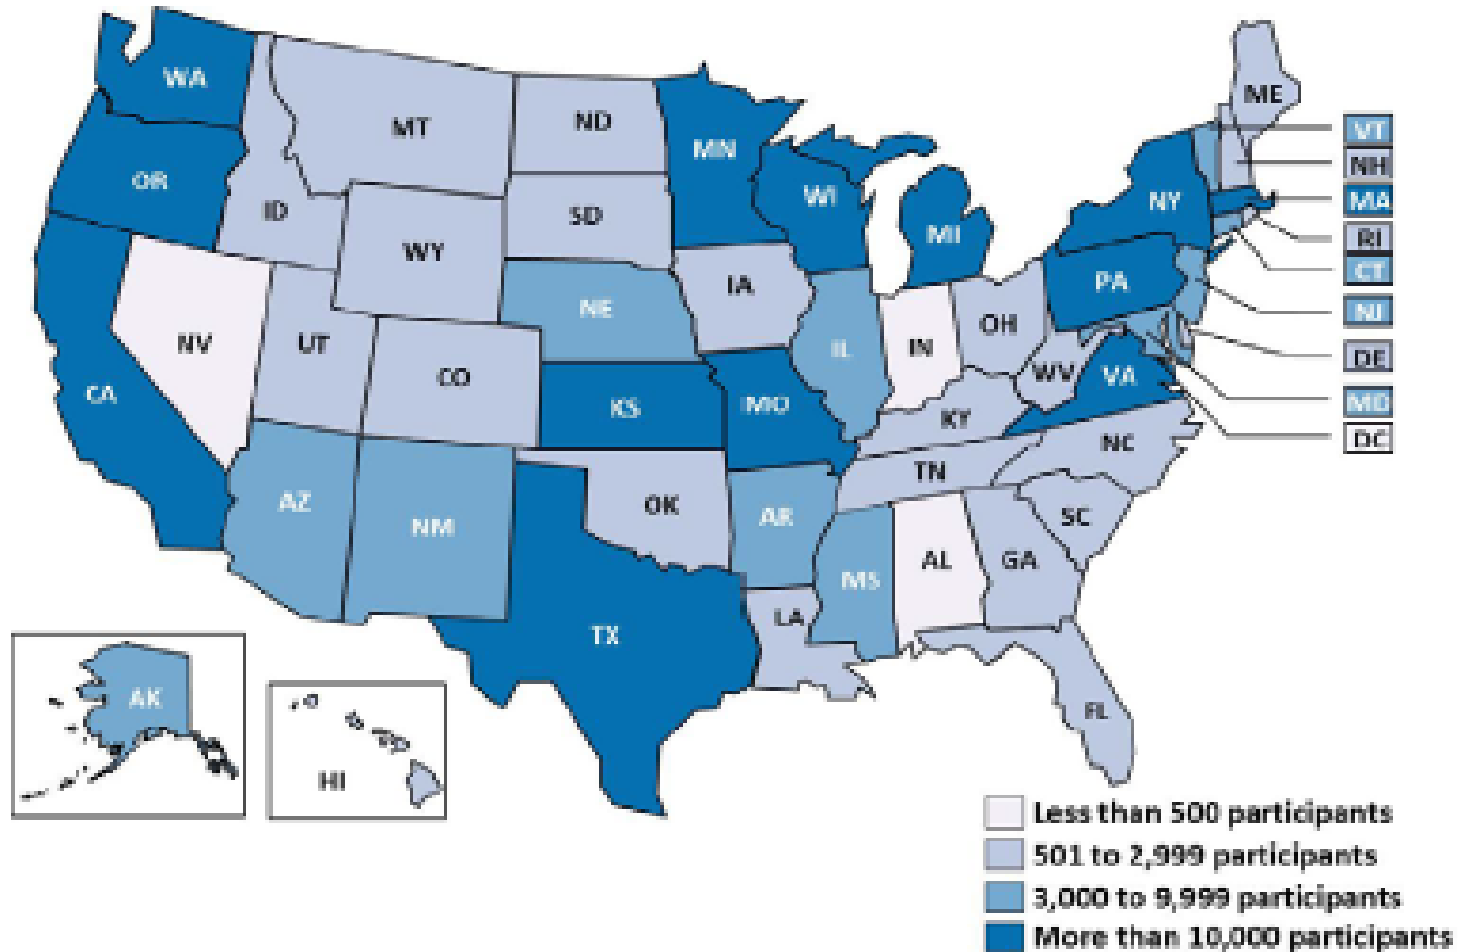 WA
MT
ND
MN
ME
VT
NH
OR
ID
SD
WI
NY
MA
WY
MI
RI
CT
IA
PA
NE
NJ
NV
UT
OH
IL
IN
DE
CO
WV
VA
CA
KS
MO
MD
KY
DC
NC
TN
AZ
OK
NM
AR
SC
AL
GA
MS
LA
TX
AK
FL
HI
Less than 500 participants
501 to 2,999 participants
3,000 to 9,999 participants
More than 10,000 participants